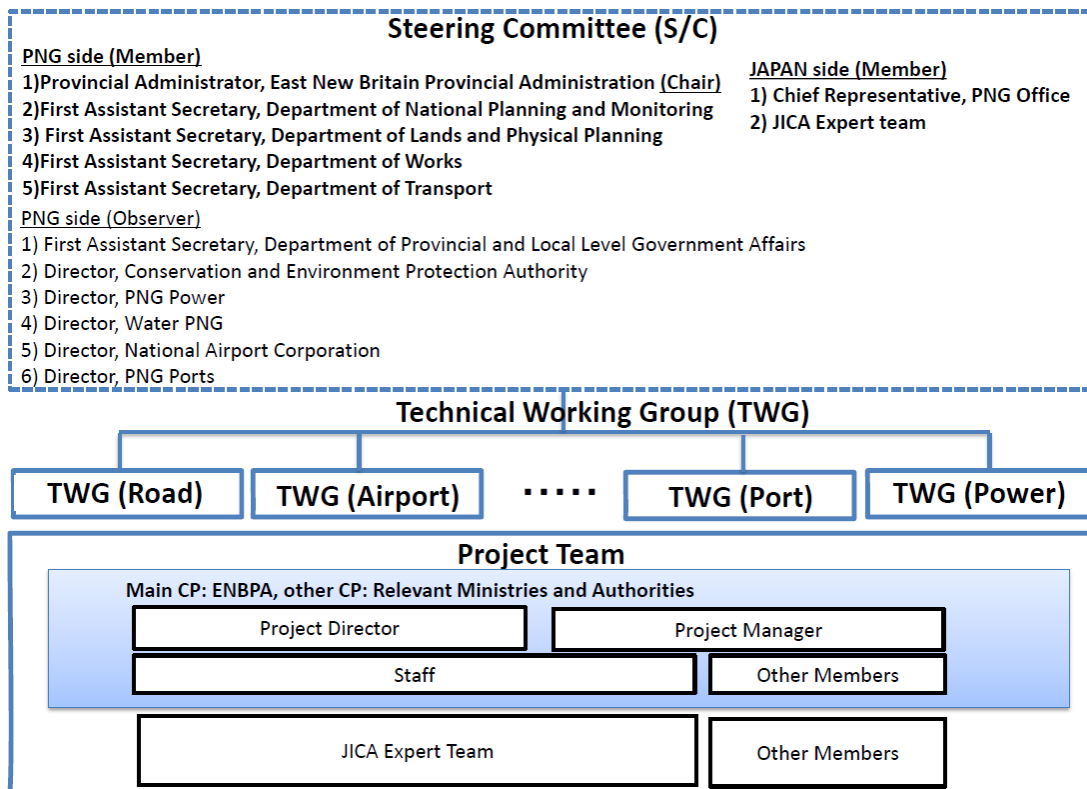 Steering Committee (S/C)
PNG side (Member)
1)Provincial Administrator, East New Britain Provincial Administration (Chair)
2)First Assistant Secretary, Department of National Planning and Monitoring
3) First Assistant Secretary, Department of Lands and Physical Planning
4)First Assistant Secretary, Department of Works
5)First Assistant Secretary, Department of Transport
JAPAN side (Member)
1) Chief Representative, PNG Office
2) JICA Expert team
PNG side (Observer)
1) First Assistant Secretary, Department of Provincial and Local Level Government Affairs
2) Director, Conservation and Environment Protection Authority
3) Director, PNG Power
4) Director, Water PNG
5) Director, National Airport Corporation
6) Director, PNG Ports
Technical Working Group (TWG)
TWG (Road)
TWG (Airport)
.....
TWG (Port)
TWG (Power)
Project Team
Main CP: ENBPA, other CP: Relevant Ministries and Authorities
Project Director
Project Manager
Staff
Other Members
JICA Expert Team
Other Members